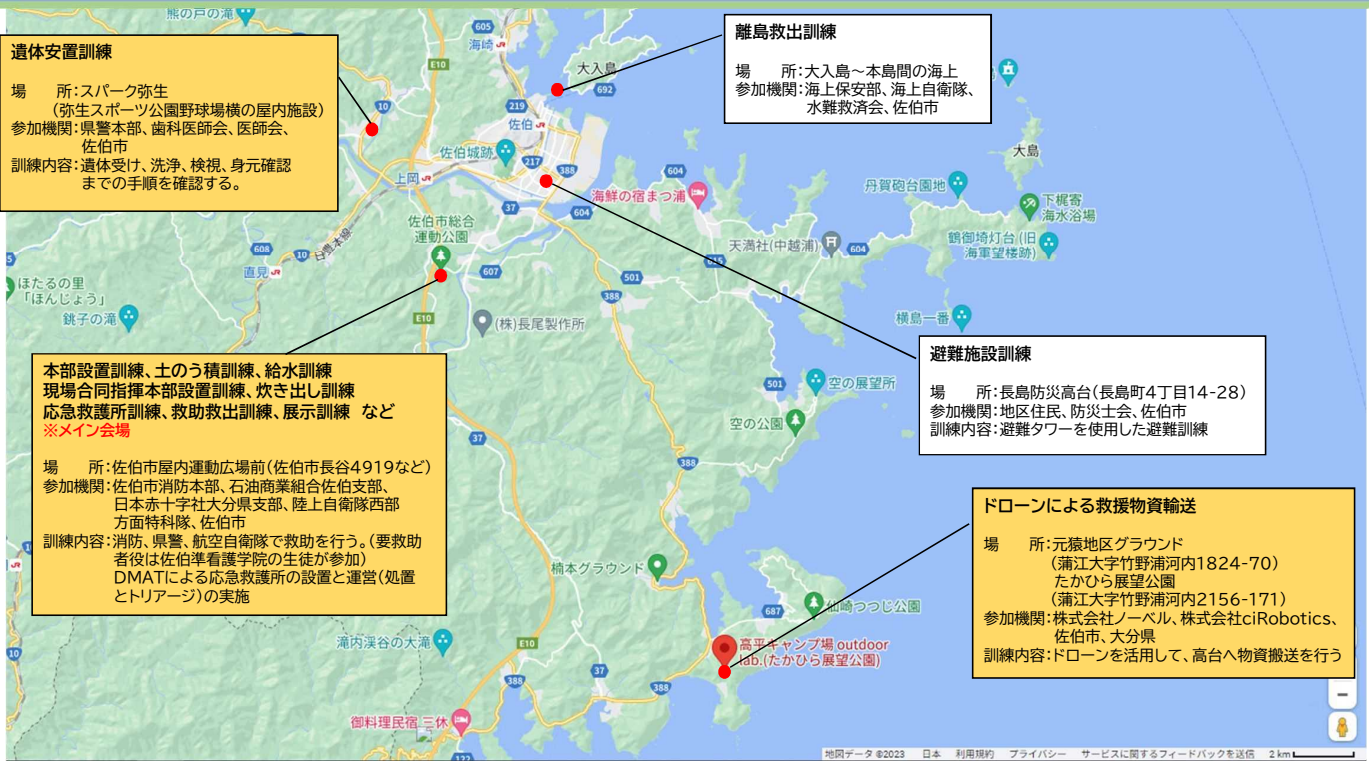 遺体安置訓練
場　所：スパーク弥生
（弥生スポーツ公園野球場横の屋内施設）
参加機関：県警本部、歯科医師会、医師会、
佐伯市
訓練内容：遺体受け、洗浄、検視、身元確認
までの手順を確認する。
離島救出訓練
場　所：大入島～本島間の海上
参加機関：海上保安部、海上自衛隊、
水難救済会、佐伯市
本部設置訓練、土のう積訓練、給水訓練
現場合同指揮本部設置訓練、炊き出し訓練
応急救護所訓練、救助救出訓練、展示訓練　など
※メイン会場
場　所：佐伯市屋内運動広場前（佐伯市長谷4919など）
参加機関：佐伯市消防本部、石油商業組合佐伯支部、
日本赤十字社大分県支部、陸上自衛隊西部
方面特科隊、佐伯市
訓練内容：消防、県警、航空自衛隊で救助を行う。（要救助
者役は佐伯準看護学院の生徒が参加）
DMATによる応急救護所の設置と運営（処置
とトリアージ）の実施
避難施設訓練
場　所：長島防災高台（長島町4丁目14-28）
参加機関：地区住民、防災士会、佐伯市
訓練内容：避難タワーを使用した避難訓練
ドローンによる救援物資輸送
場　所：元猿地区グラウンド
（蒲江大字竹野浦河内1824-70）
たかひら展望公園
（蒲江大字竹野浦河内2156-171）
参加機関：株式会社ノーベル、株式会社ciRobotics、
佐伯市、大分県
訓練内容：ドローンを活用して、高台へ物資搬送を行う
熊の戸の滝
605
海崎
E10
大入島
692
10
219
佐伯
佐伯城跡
217
388
上岡
37
604
604
海鮮の宿まつ浦
大島
丹賀砲台園地
下梶寄
海水浴場
鶴御埼灯台（旧
海軍望楼跡）
天満社（中越浦）
604
615
佐伯市総合
運動公園
608
10
日豊本線
直見
607
501
388
ほたるの里
「ほんじょう」
銚子の滝
E10
(株)長尾製作所
横島一番
501
空の展望所
空の公園
37
388
楠本グラウンド
687
仙崎つつじ公園
滝内渓谷の大滝
E10
高平キャンプ場 outdoor
lab.(たかひら展望公園)
10
37
388
388
御料理民宿 三休
122
地図データ ©2023　日本　利用規約　プライバシー　サービスに関するフィードバックを送信　2 km